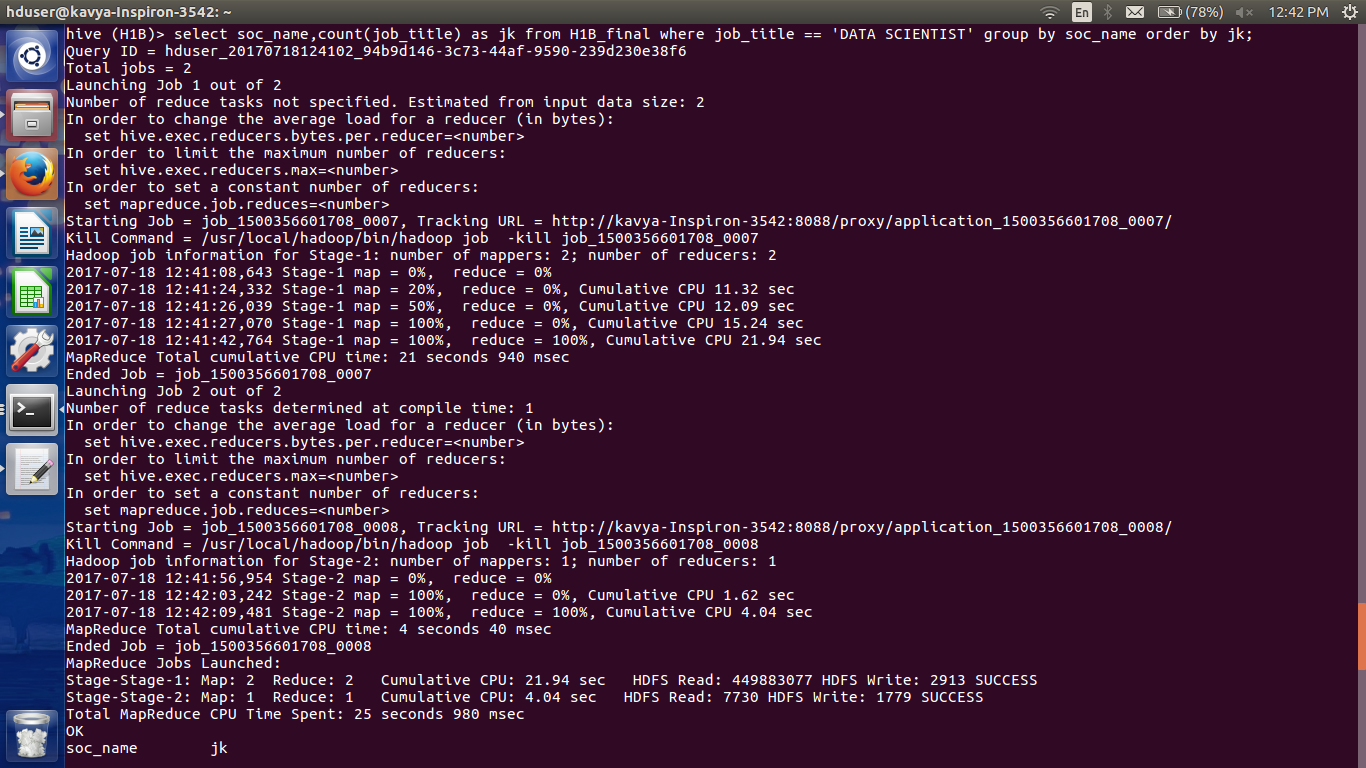 hduser@kavya-Inspiron-3542: ~
En
(78%)
12:42 PM
hive (H1B)> select soc_name,count(job_title) as jk from H1B_final where job_title == 'DATA SCIENTIST' group by soc_name order by jk;
Query ID = hduser_20170718124102_94b9d146-3c73-44af-9590-239d230e38f6
Total jobs = 2
Launching Job 1 out of 2
Number of reduce tasks not specified. Estimated from input data size: 2
In order to change the average load for a reducer (in bytes):
  set hive.exec.reducers.bytes.per.reducer=<number>
In order to limit the maximum number of reducers:
  set hive.exec.reducers.max=<number>
In order to set a constant number of reducers:
  set mapreduce.job.reduces=<number>
Starting Job = job_1500356601708_0007, Tracking URL = http://kavya-Inspiron-3542:8088/proxy/application_1500356601708_0007/
Kill Command = /usr/local/hadoop/bin/hadoop job  -kill job_1500356601708_0007
Hadoop job information for Stage-1: number of mappers: 2; number of reducers: 2
2017-07-18 12:41:08,643 Stage-1 map = 0%,  reduce = 0%
2017-07-18 12:41:24,332 Stage-1 map = 20%,  reduce = 0%, Cumulative CPU 11.32 sec
2017-07-18 12:41:26,039 Stage-1 map = 50%,  reduce = 0%, Cumulative CPU 12.09 sec
2017-07-18 12:41:27,070 Stage-1 map = 100%,  reduce = 0%, Cumulative CPU 15.24 sec
2017-07-18 12:41:42,764 Stage-1 map = 100%,  reduce = 100%, Cumulative CPU 21.94 sec
MapReduce Total cumulative CPU time: 21 seconds 940 msec
Ended Job = job_1500356601708_0007
Launching Job 2 out of 2
Number of reduce tasks determined at compile time: 1
In order to change the average load for a reducer (in bytes):
  set hive.exec.reducers.bytes.per.reducer=<number>
In order to limit the maximum number of reducers:
  set hive.exec.reducers.max=<number>
In order to set a constant number of reducers:
  set mapreduce.job.reduces=<number>
Starting Job = job_1500356601708_0008, Tracking URL = http://kavya-Inspiron-3542:8088/proxy/application_1500356601708_0008/
Kill Command = /usr/local/hadoop/bin/hadoop job  -kill job_1500356601708_0008
Hadoop job information for Stage-2: number of mappers: 1; number of reducers: 1
2017-07-18 12:41:56,954 Stage-2 map = 0%,  reduce = 0%
2017-07-18 12:42:03,242 Stage-2 map = 100%,  reduce = 0%, Cumulative CPU 1.62 sec
2017-07-18 12:42:09,481 Stage-2 map = 100%,  reduce = 100%, Cumulative CPU 4.04 sec
MapReduce Total cumulative CPU time: 4 seconds 40 msec
Ended Job = job_1500356601708_0008
MapReduce Jobs Launched:
Stage-Stage-1: Map: 2  Reduce: 2   Cumulative CPU: 21.94 sec   HDFS Read: 449883077 HDFS Write: 2913 SUCCESS
Stage-Stage-2: Map: 1  Reduce: 1   Cumulative CPU: 4.04 sec   HDFS Read: 7730 HDFS Write: 1779 SUCCESS
Total MapReduce CPU Time Spent: 25 seconds 980 msec
OK
soc_name        jk